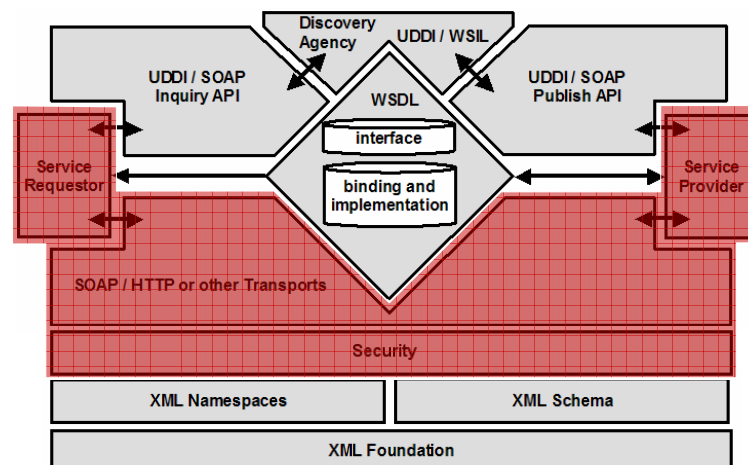 Discovery
Agency
UDDI / WSIL
UDDI / SOAP
Inquiry API
WSDL
UDDI / SOAP
Publish API
interface
Service
Requestor
binding and
implementation
Service
Provider
SOAP / HTTP or other Transports
Security
XML Namespaces
XML Schema
XML Foundation